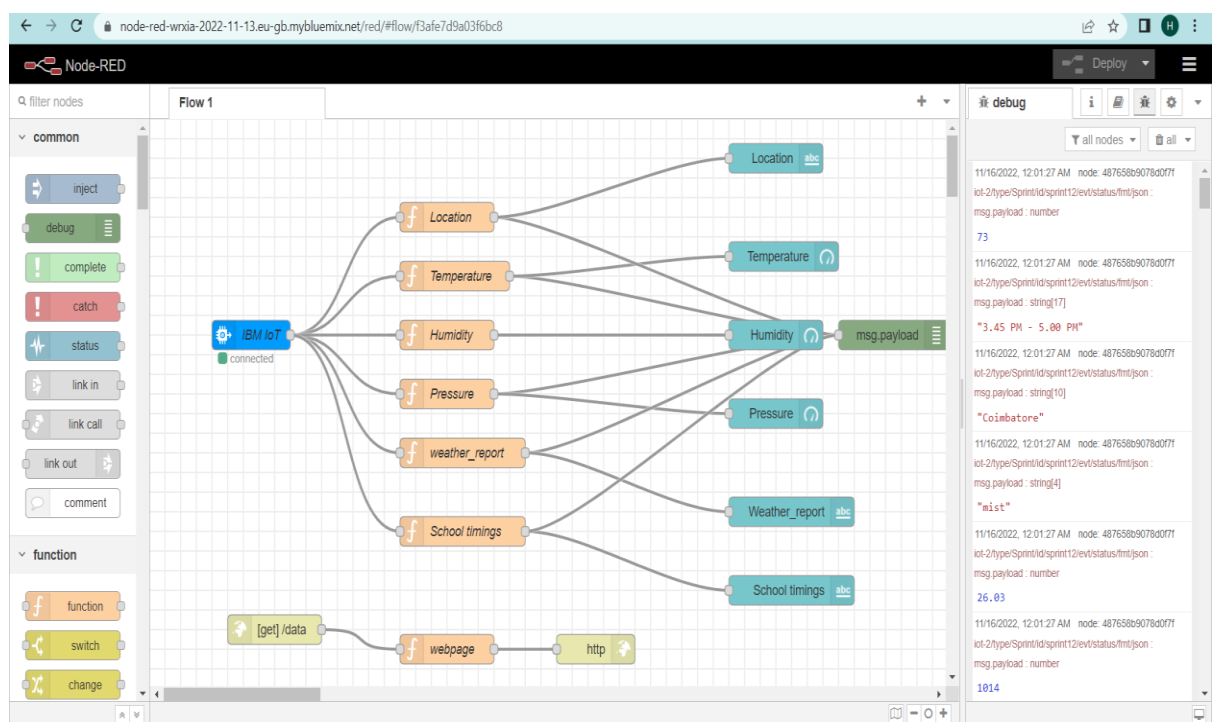 node-red-wrxia-2022-11-13.eu-gb.mybluemix.net/red/#flow/f3afe7d9a03f6bc8
H
Node-RED
Deploy
filter nodes
Flow 1
debug
i
all nodes
all
common
inject
debug
complete
catch
status
link in
link call
link out
comment
function
f function
switch
change
Location abc
f Location
Temperature
f Temperature
IBM IoT
connected
f Humidity
Humidity
msg.payload
f Pressure
Pressure
f weather_report
Weather_report abc
f School timings
School timings abc
[get] /data
f webpage
http
11/16/2022, 12:01:27 AM node: 487658b9078d0f7f
iot-2/type/Sprint/id/sprint12/evt/status/fmt/json :
msg.payload : number
73
11/16/2022, 12:01:27 AM node: 487658b9078d0f7f
iot-2/type/Sprint/id/sprint12/evt/status/fmt/json :
msg.payload : string[17]
"3.45 PM - 5.00 PM"
11/16/2022, 12:01:27 AM node: 487658b9078d0f7f
iot-2/type/Sprint/id/sprint12/evt/status/fmt/json :
msg.payload : string[10]
"Coimbatore"
11/16/2022, 12:01:27 AM node: 487658b9078d0f7f
iot-2/type/Sprint/id/sprint12/evt/status/fmt/json :
msg.payload : string[4]
"mist"
11/16/2022, 12:01:27 AM node: 487658b9078d0f7f
iot-2/type/Sprint/id/sprint12/evt/status/fmt/json :
msg.payload : number
26.03
11/16/2022, 12:01:27 AM node: 487658b9078d0f7f
iot-2/type/Sprint/id/sprint12/evt/status/fmt/json :
msg.payload : number
1014